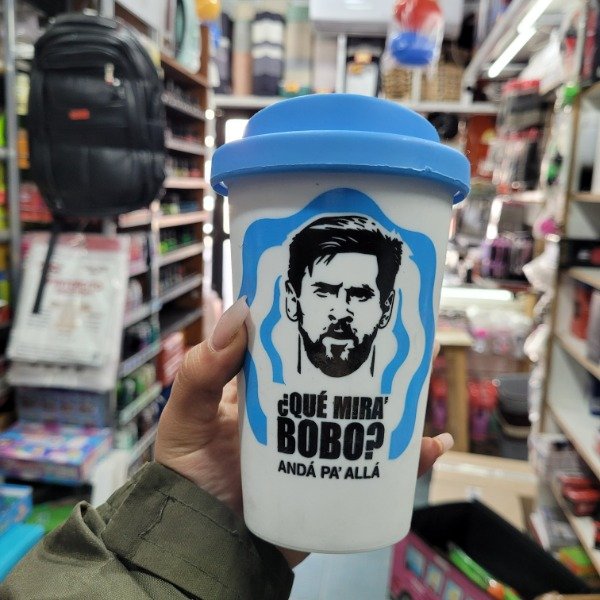 ¿QUÉ MIRA'
BOBO?
ANDÁ PA' ALLÁ